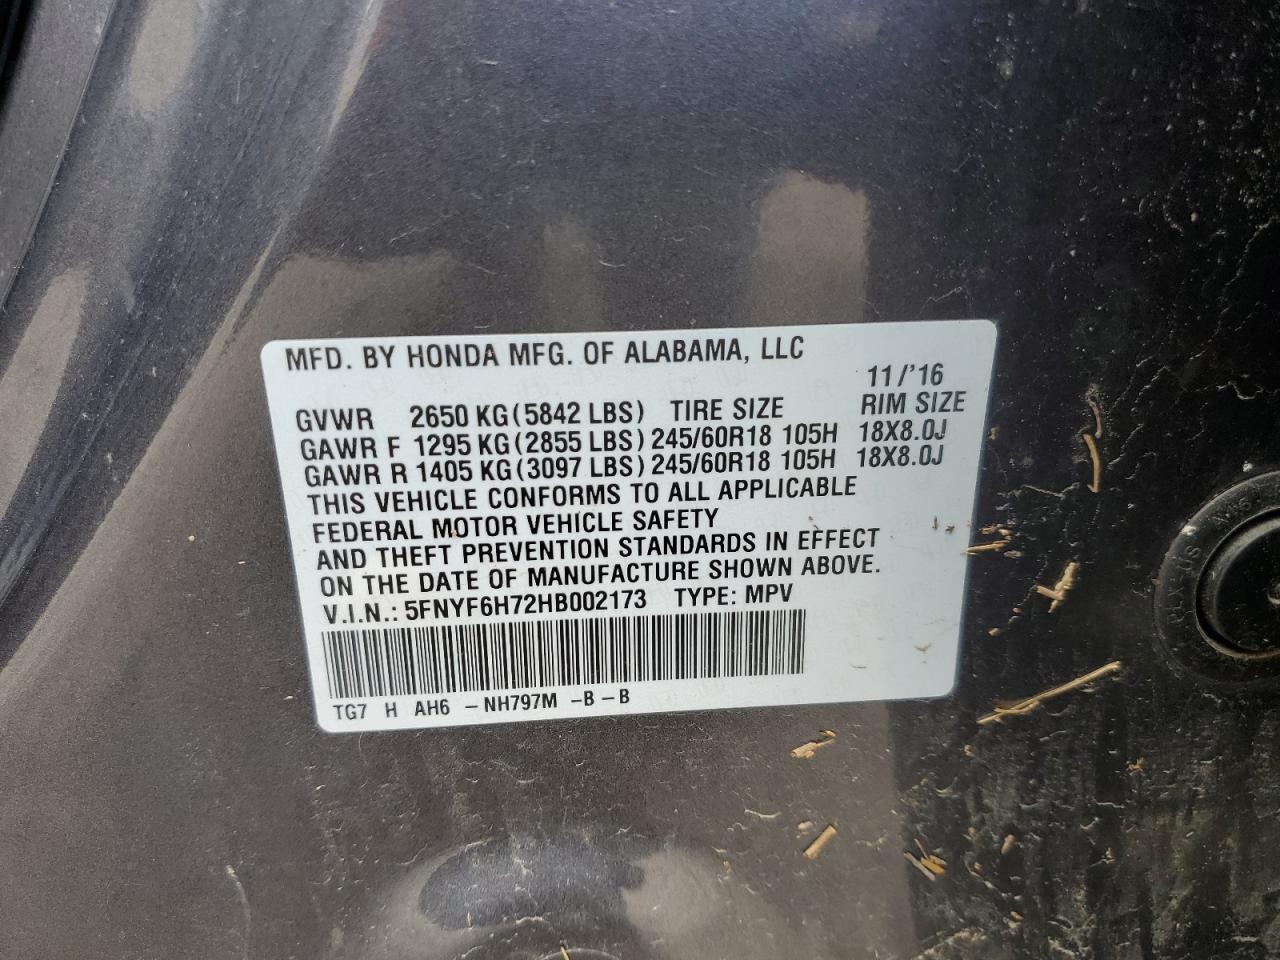 MFD. BY HONDA MFG. OF ALABAMA, LLC
11/'16
GVWR 2650 KG(5842 LBS) TIRE SIZE RIM SIZE
GAWR F 1295 KG(2855 LBS) 245/60R18 105H 18X8.0J
GAWR R 1405 KG(3097 LBS) 245/60R18 105H 18X8.0J
THIS VEHICLE CONFORMS TO ALL APPLICABLE
FEDERAL MOTOR VEHICLE SAFETY
AND THEFT PREVENTION STANDARDS IN EFFECT
ON THE DATE OF MANUFACTURE SHOWN ABOVE.
V.I.N.: 5FNYF6H72HB002173 TYPE: MPV
TG7 H AH6 -NH797M -B-B